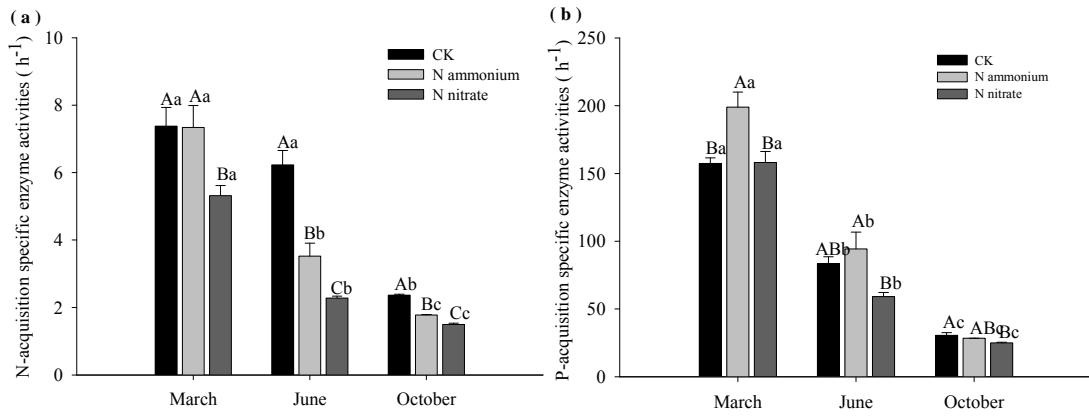 ( a )
N-acquisition specific enzyme activities ( h-1)
10
8
6
4
2
0
CK
N ammonium
N nitrate
Aa Aa Ba
Aa Bb Cb
Ab Bc Cc
March June October
( b )
P-acquisition specific enzyme activities ( h-1)
250
200
150
100
50
0
CK
N ammonium
N nitrate
Ba Aa Ba
ABb Ab Bb
Ac ABc Bc
March June October